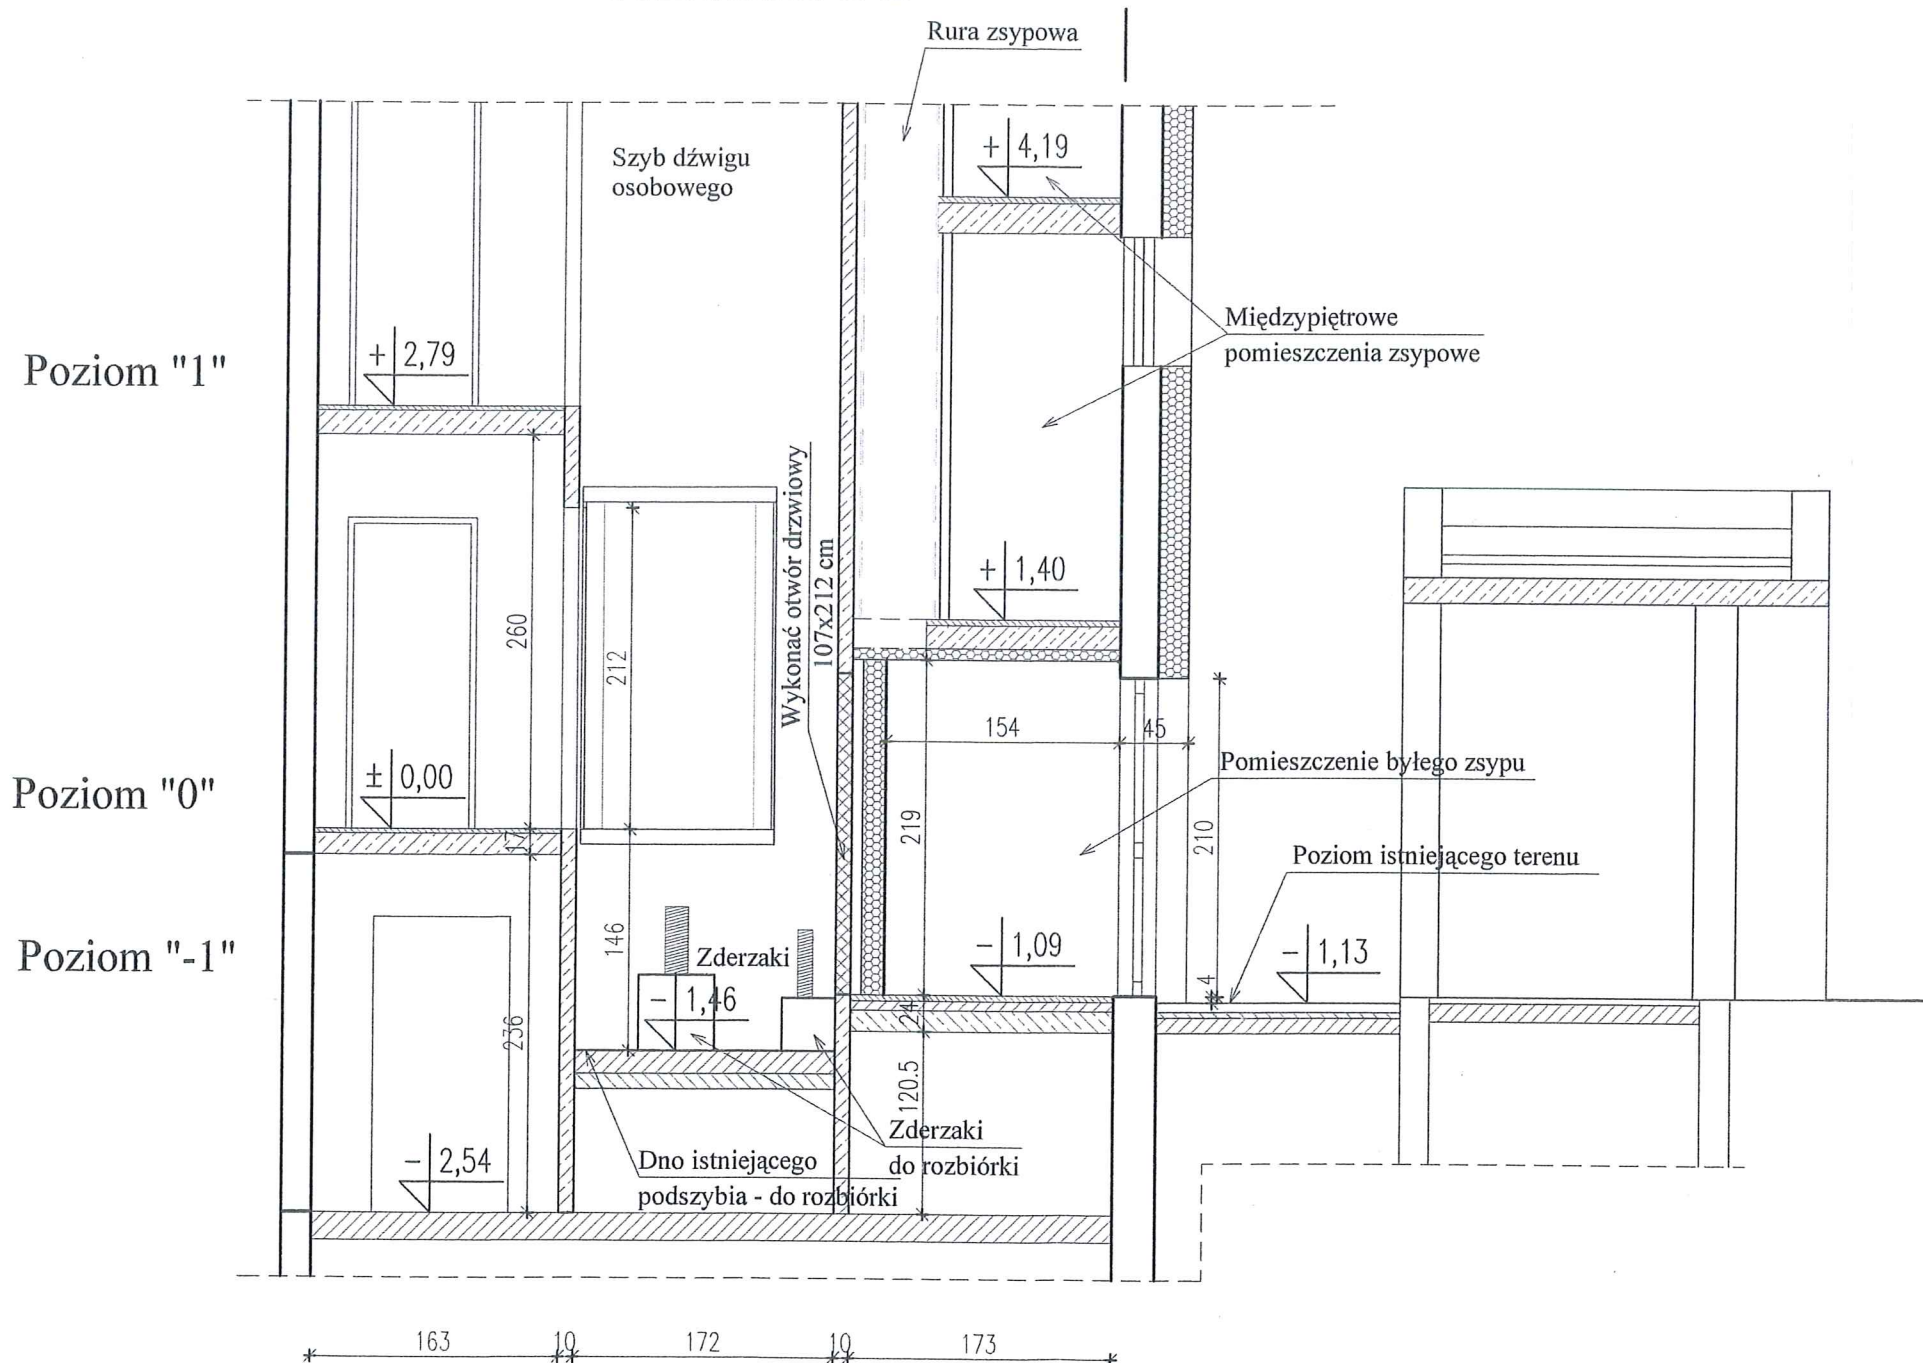 Rura zsypowa
Szyb dźwigu
osobowego
+ 4,19
Międzypiętrowe
pomieszczenia zsypowe
Poziom "1"
+ 2,79
Wykonać otwór drzwiowy
107x212 cm
+ 1,40
260
212
154
45
Pomieszczenie byłego zsypu
Poziom "0"
± 0,00
17
219
210
Poziom istniejącego terenu
Poziom "-1"
146
Zderzaki
- 1,09
- 1,13
4
- 1,46
24
236
120.5
Zderzaki
do rozbiórki
- 2,54
Dno istniejącego
podszybia - do rozbiórki
163
10
172
10
173